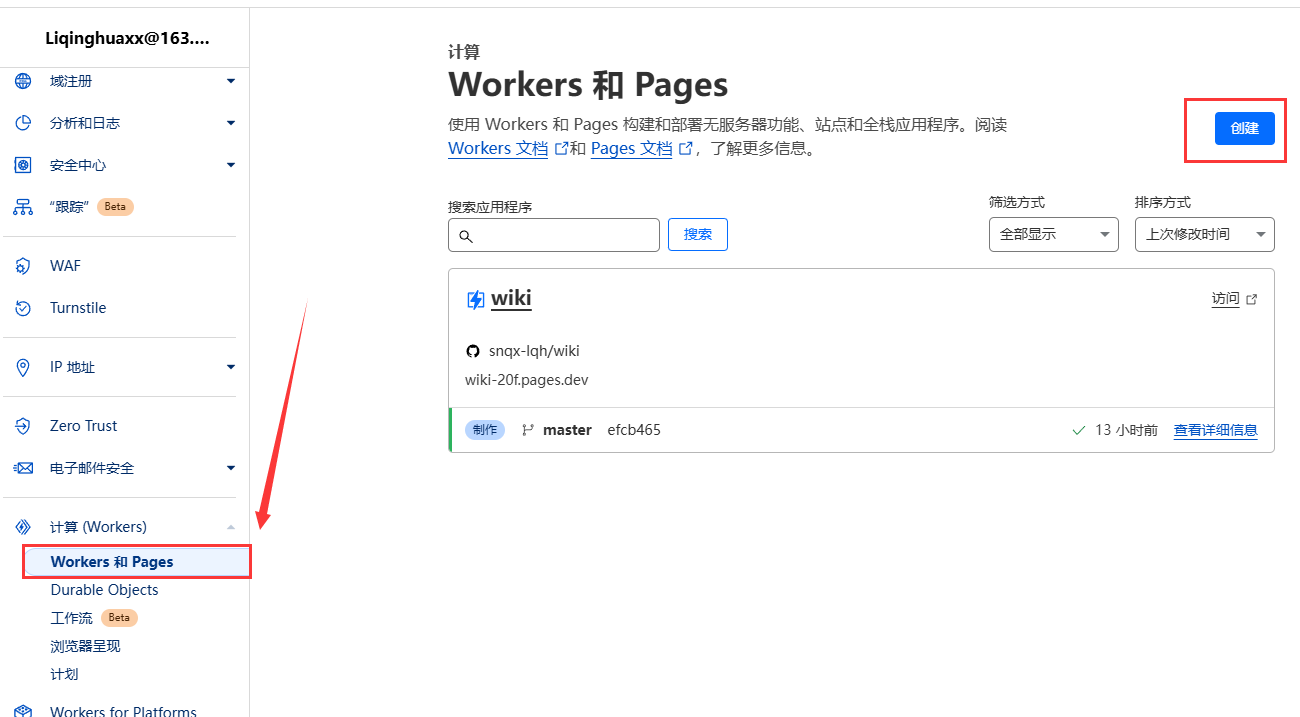 Liqinghuaxx@163....
域注册
分析和日志
安全中心
“跟踪” Beta
WAF
Turnstile
IP 地址
Zero Trust
电子邮件安全
计算 (Workers)
Workers 和 Pages
Durable Objects
工作流 Beta
浏览器呈现
计划
Workers for Platforms
计算
Workers 和 Pages
使用 Workers 和 Pages 构建和部署无服务器功能、站点和全栈应用程序。阅读
Workers 文档 和 Pages 文档 ，了解更多信息。
创建
搜索应用程序
搜索
筛选方式
全部显示
排序方式
上次修改时间
wiki
访问
snqx-lqh/wiki
wiki-20f.pages.dev
制作 master efcb465
13 小时前 查看详细信息